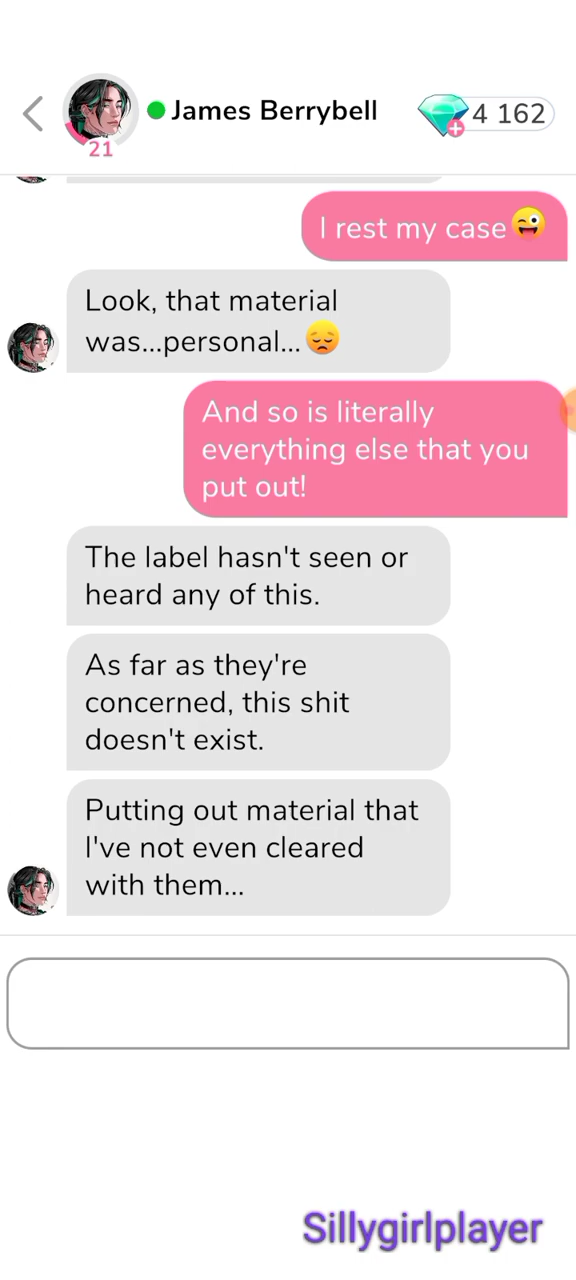 James Berrybell
4 162
21
I rest my case😜
Look, that material
was...personal...😞
And so is literally
everything else that you
put out!
The label hasn't seen or
heard any of this.
As far as they're
concerned, this shit
doesn't exist.
Putting out material that
I've not even cleared
with them...
Sillygirlplayer